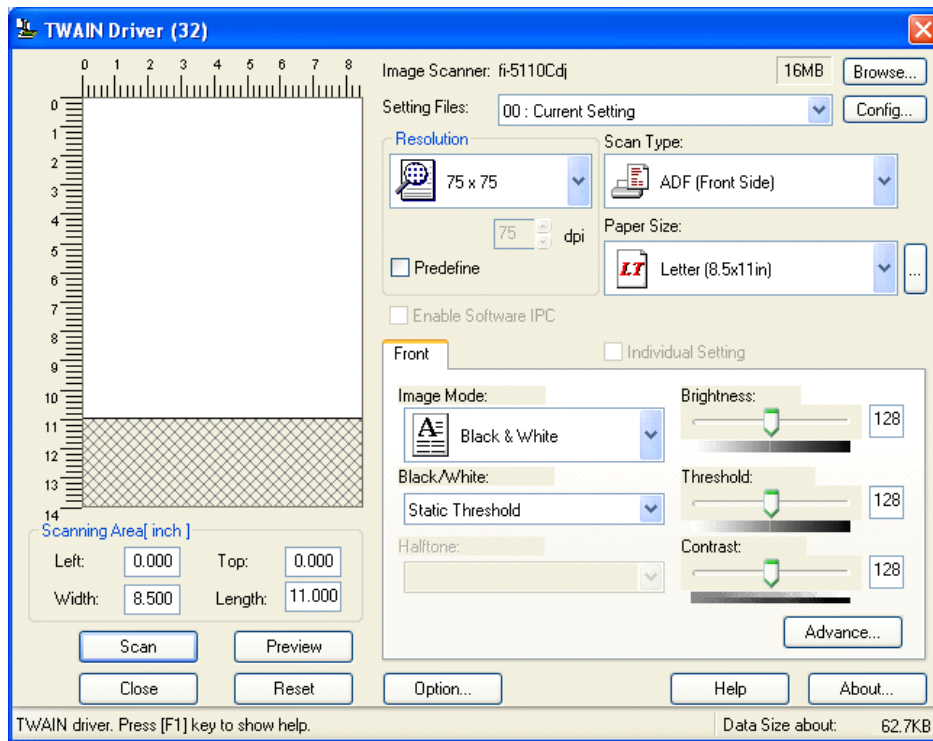 TWAIN Driver (32)
0 1 2 3 4 5 6 7 8
0
1
2
3
4
5
6
7
8
9
10
11
12
13
14
Image Scanner: fi-5110Cdj
16MB
Browse...
Setting Files:
00 : Current Setting
Config...
Resolution
75 x 75
75
dpi
Predefine
Scan Type:
ADF (Front Side)
Paper Size:
LT
Letter (8.5x11in)
...
Enable Software IPC
Front
Individual Setting
Image Mode:
A
Black & White
Black/White:
Static Threshold
Halftone:
Brightness:
128
Threshold:
128
Contrast:
128
Advance...
Scanning Area[ inch ]
Left: 0.000 Top: 0.000
Width: 8.500 Length: 11.000
Scan
Preview
Close
Reset
Option...
Help
About...
TWAIN driver. Press [F1] key to show help.
Data Size about: 62.7KB